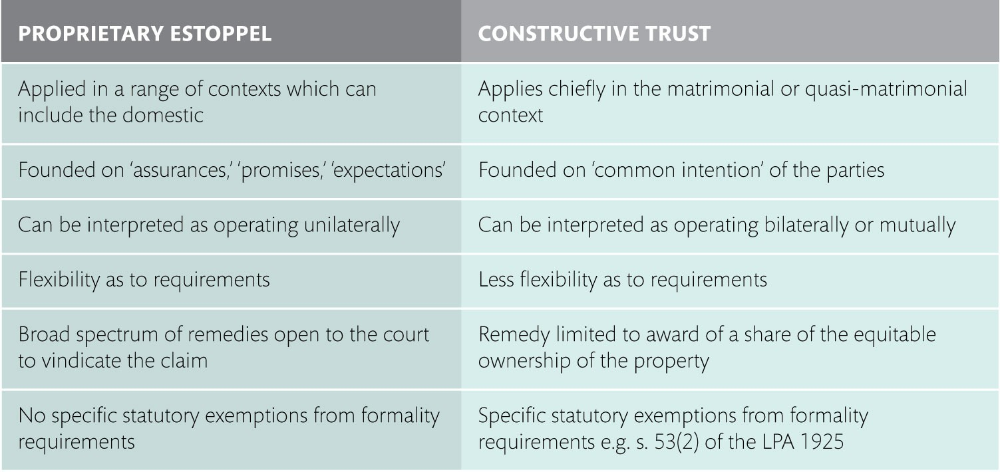 PROPRIETARY ESTOPPEL
CONSTRUCTIVE TRUST
Applied in a range of contexts which can
include the domestic
Applies chiefly in the matrimonial or quasi-matrimonial
context
Founded on ‘assurances,’ ‘promises,’ ‘expectations’
Founded on ‘common intention’ of the parties
Can be interpreted as operating unilaterally
Can be interpreted as operating bilaterally or mutually
Flexibility as to requirements
Less flexibility as to requirements
Broad spectrum of remedies open to the court
to vindicate the claim
Remedy limited to award of a share of the equitable
ownership of the property
No specific statutory exemptions from formality
requirements
Specific statutory exemptions from formality
requirements e.g. s. 53(2) of the LPA 1925